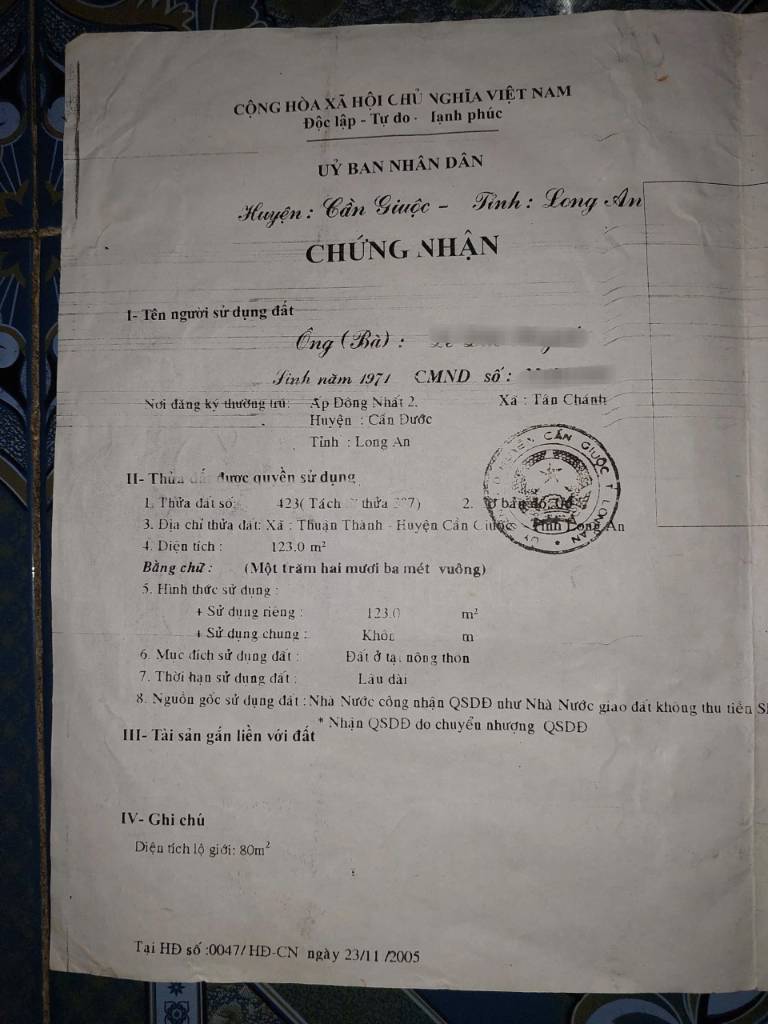 CỘNG HÒA XÃ HỘI CHỦ NGHĨA VIỆT NAM
Độc lập - Tự do - Hạnh phúc
UỶ BAN NHÂN DÂN
Huyện : Cần Giuộc - Tỉnh : Long An
CHỨNG NHẬN
I- Tên người sử dụng đất
Ông (Bà) :
Sinh năm 1971 CMND số :
Nơi đăng ký thường trú: Ấp Đông Nhất 2, Xã : Tân Chánh
Huyện : Cần Đước
Tỉnh : Long An
II- Thửa đất được quyền sử dụng
1. Thửa đất số 423( Tách thửa 2. Tờ bản đồ
3. Địa chỉ thửa đất: Xã : Thuận Thành - Huyện Cần Giuộc Tỉnh Long An
4. Diện tích : 123.0 m²
Bằng chữ : (Một trăm hai mươi ba mét vuông)
5. Hình thức sử dụng :
+ Sử dụng riêng : 123.0 m²
+ Sử dụng chung : Khôn m
6. Mục đích sử dụng đất : Đất ở tại nông thôn
7. Thời hạn sử dụng đất : Lâu dài
8. Nguồn gốc sử dụng đất : Nhà Nước công nhận QSDĐ như Nhà Nước giao đất không thu tiền
* Nhận QSDĐ do chuyển nhượng QSDĐ
III- Tài sản gắn liền với đất
IV- Ghi chú
Diện tích lộ giới: 80m²
Tại HĐ số :0047/ HĐ-CN ngày 23/11 /2005